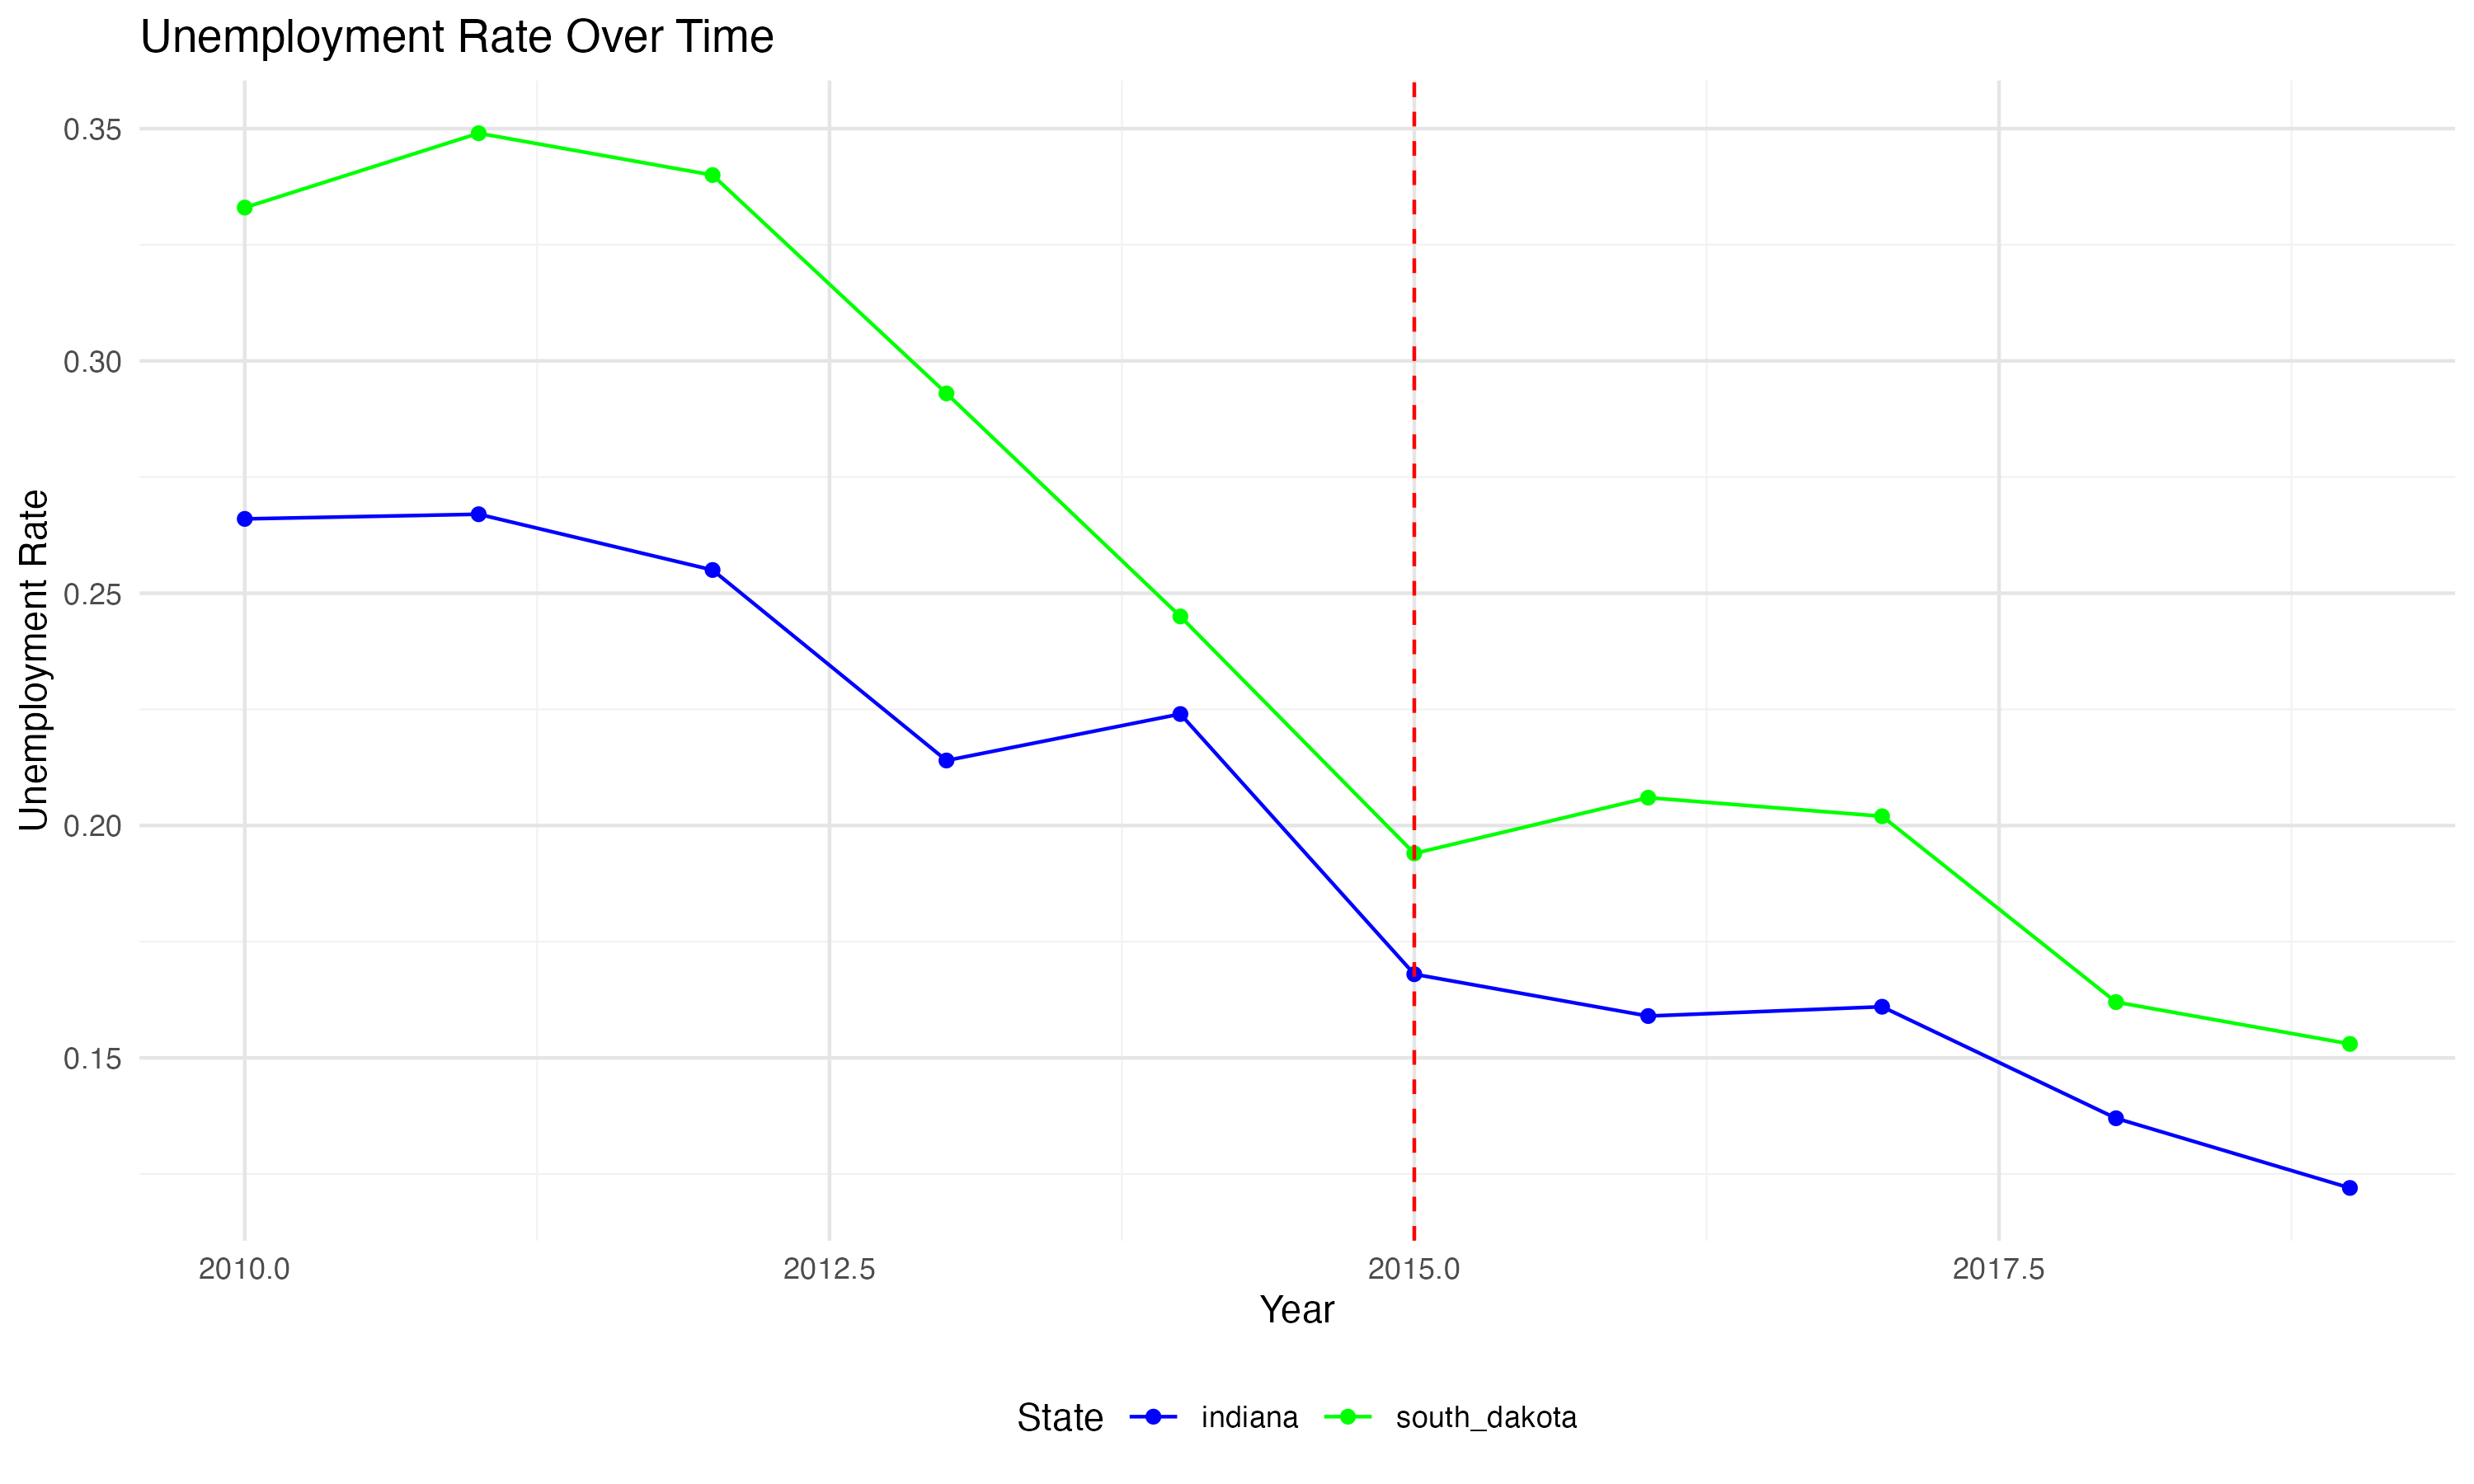 Unemployment Rate Over Time
Unemployment Rate
0.35
0.30
0.25
0.20
0.15
2010.0 2012.5 2015.0 2017.5
Year
State indiana south_dakota